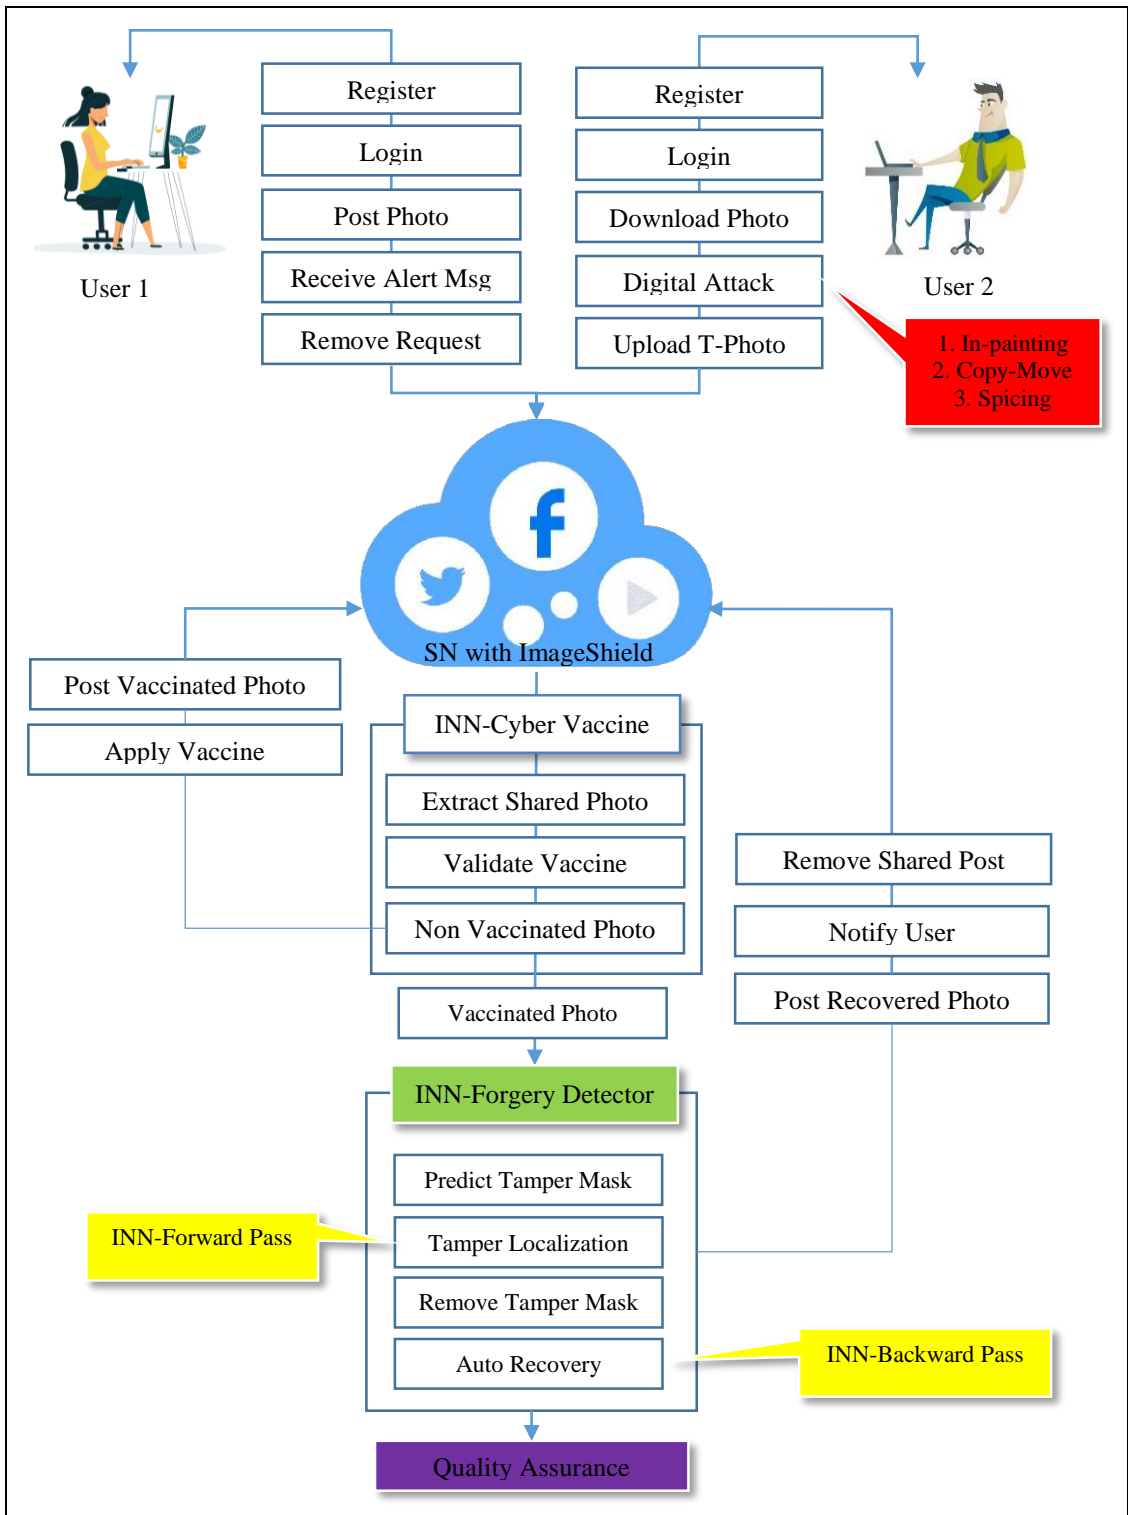 Register
Login
Post Photo
Receive Alert Msg
Remove Request
User 1
Register
Login
Download Photo
Digital Attack
Upload T-Photo
User 2
1. In-painting
2. Copy-Move
3. Spicing
f
SN with ImageShield
Post Vaccinated Photo
Apply Vaccine
INN-Cyber Vaccine
Extract Shared Photo
Validate Vaccine
Non Vaccinated Photo
Vaccinated Photo
Remove Shared Post
Notify User
Post Recovered Photo
INN-Forgery Detector
Predict Tamper Mask
Tamper Localization
Remove Tamper Mask
Auto Recovery
INN-Forward Pass
INN-Backward Pass
Quality Assurance